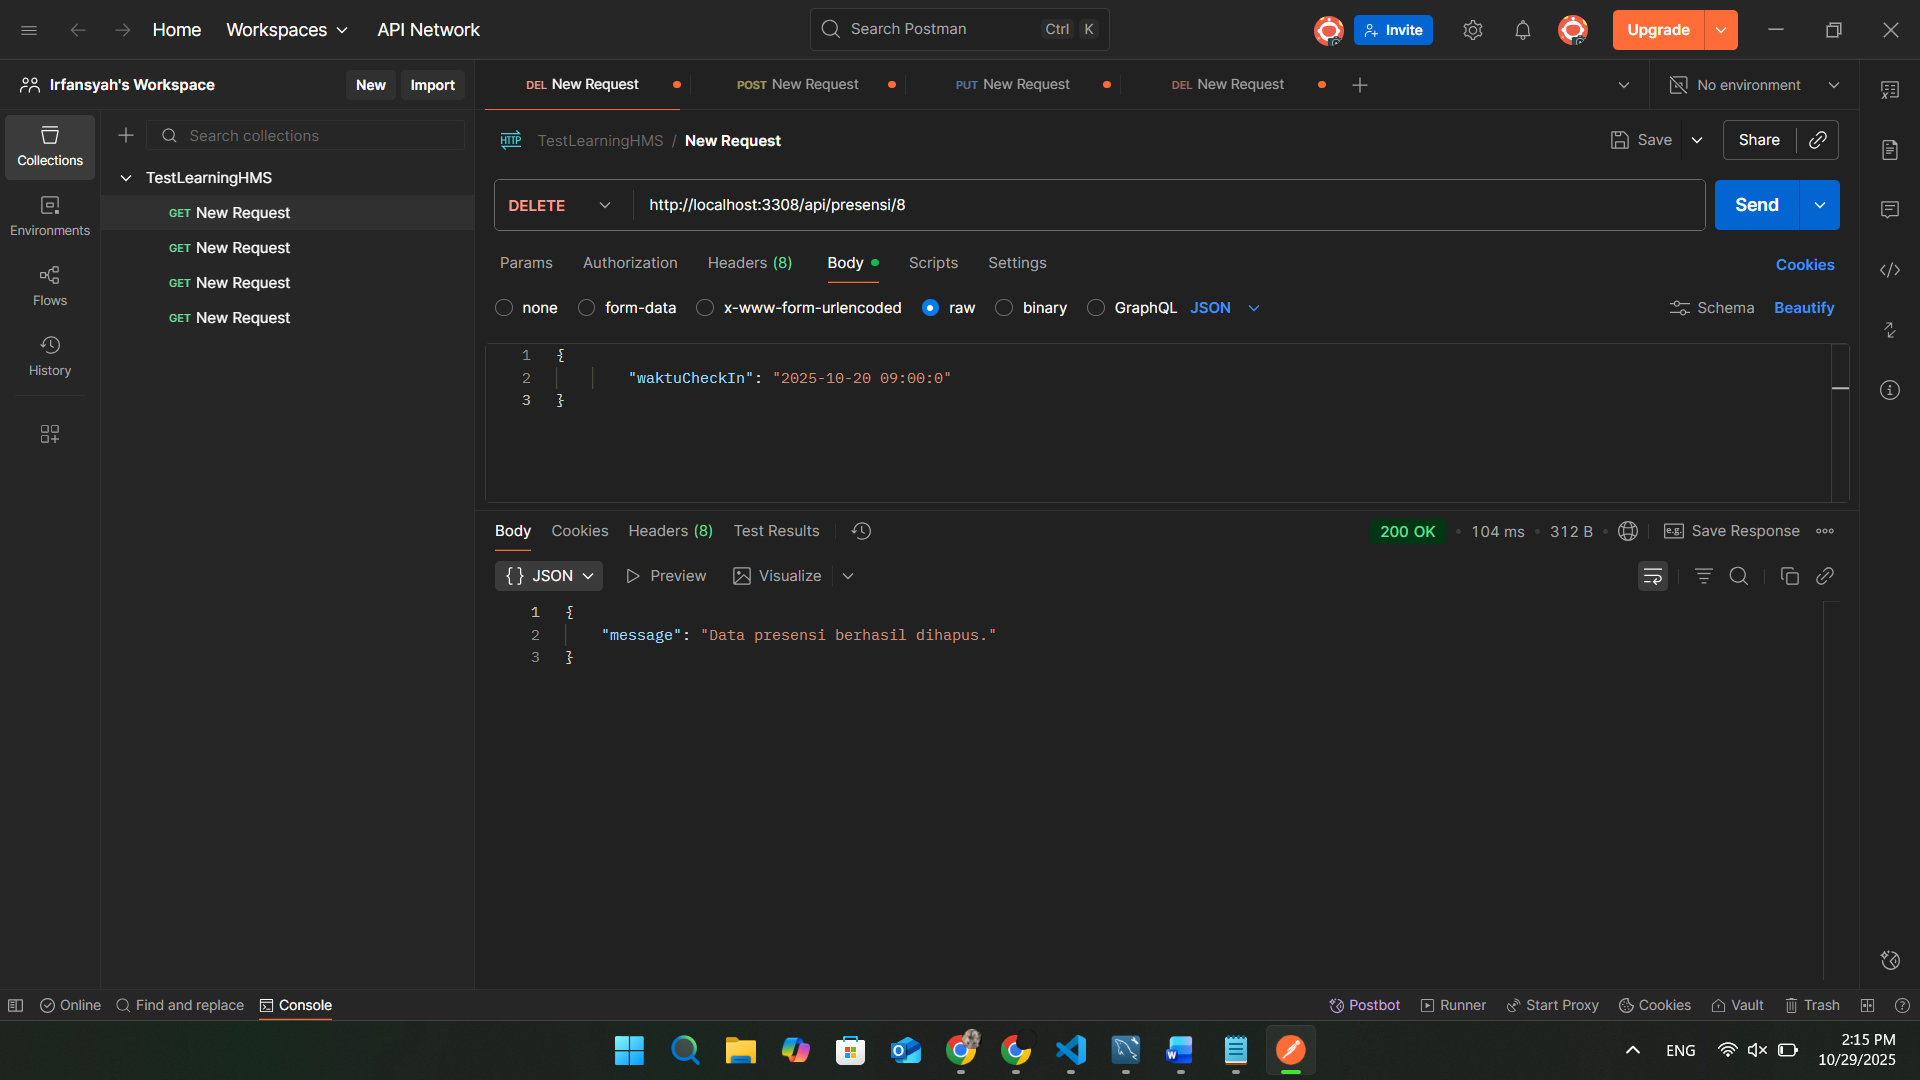 Home Workspaces API Network Search Postman Ctrl K Invite Upgrade
Irfansyah's Workspace New Import
DEL New Request POST New Request PUT New Request DEL New Request No environment
Collections
Environments
Flows
History
Search collections
TestLearningHMS
GET New Request
GET New Request
GET New Request
GET New Request
HTTP TestLearningHMS / New Request Save Share
DELETE http://localhost:3308/api/presensi/8 Send
Params Authorization Headers (8) Body Scripts Settings Cookies
none form-data x-www-form-urlencoded raw binary GraphQL JSON Schema Beautify
1 {
2 "waktuCheckIn": "2025-10-20 09:00:0"
3 }
Body Cookies Headers (8) Test Results 200 OK • 104 ms • 312 B • e.g. Save Response
{} JSON Preview Visualize
1 {
2 "message": "Data presensi berhasil dihapus."
3 }
Online Find and replace Console Postbot Runner Start Proxy Cookies Vault Trash
ENG 2:15 PM
10/29/2025